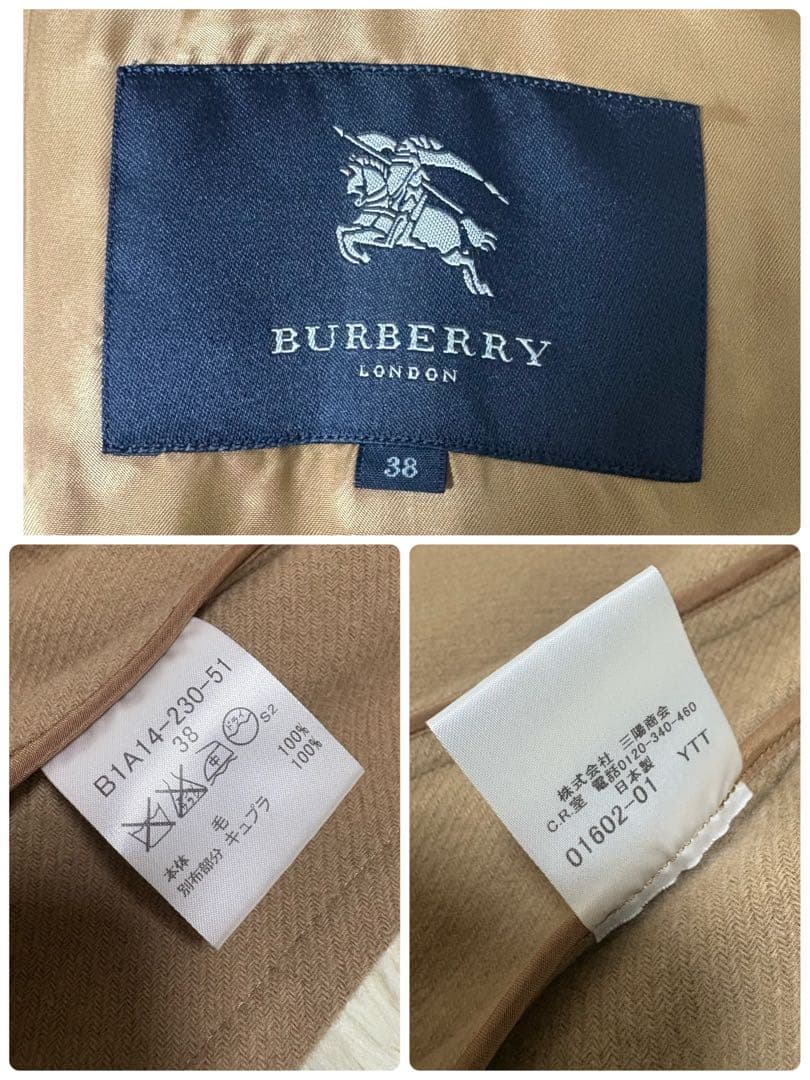 BURBERRY
LONDON
38
B1A14-230-51
38
ドライ
S2
本体 毛 100%
別布部分 キュプラ 100%
株式会社 三陽商会
C.R.室 電話0120-340-460
日本製
01602-01 YTT